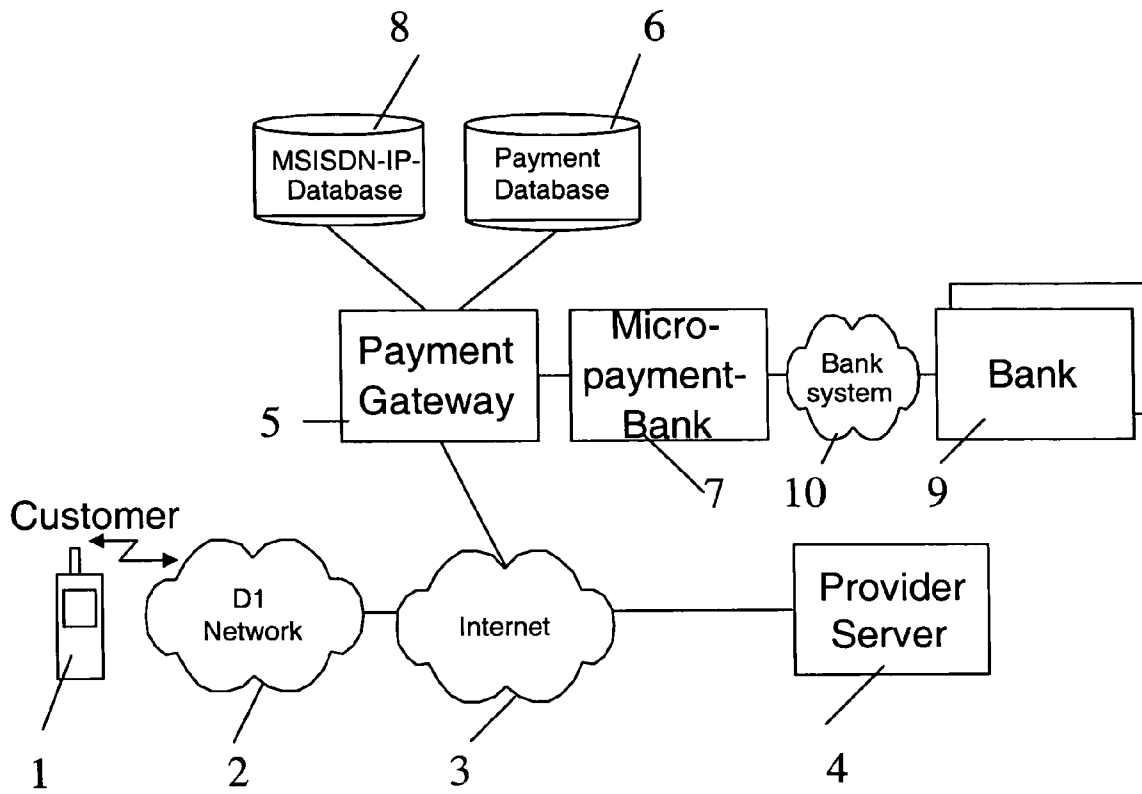 8
6
MSISDN-IP-
Database
Payment
Database
Payment
Gateway
Micro-
payment-
Bank
Bank
system
Bank
5
7
10
9
Customer
D1
Network
Internet
Provider
Server
1
2
3
4